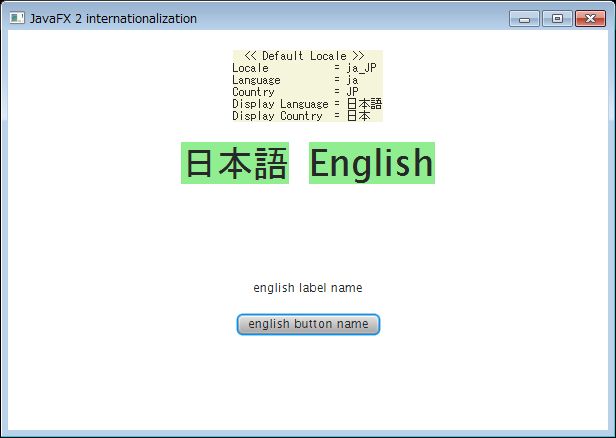 JavaFX 2 internationalization
<< Default Locale >>
Locale = ja_JP
Language = ja
Country = JP
Display Language = 日本語
Display Country = 日本
日本語 English
english label name
english button name